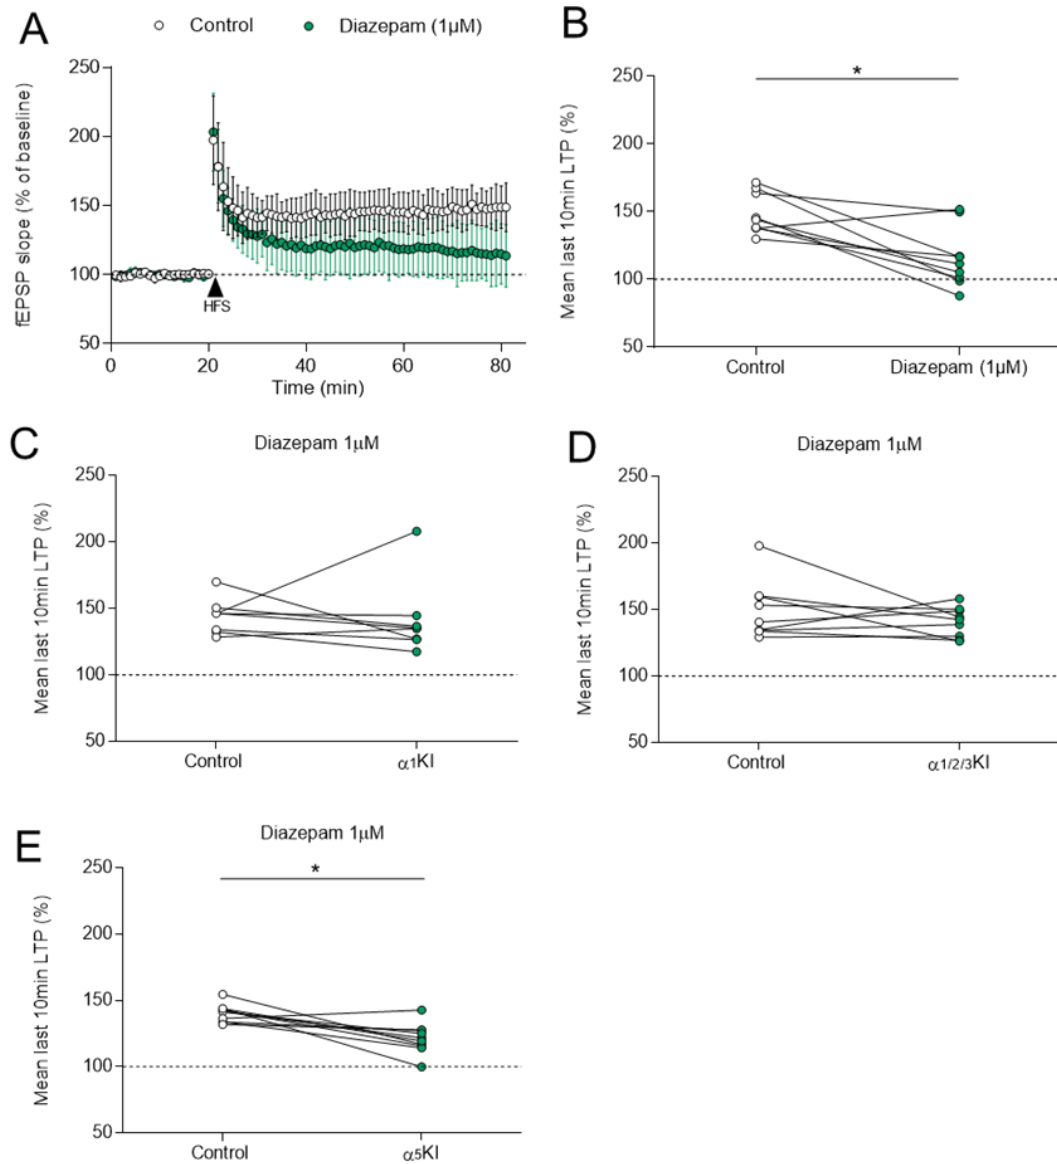 A
Control
Diazepam (1µM)
fEPSP slope (% of baseline)
250
200
150
100
50
HFS
0
20
40
60
80
Time (min)
B
*
Mean last 10min LTP (%)
250
200
150
100
50
Control
Diazepam (1µM)
C
Diazepam 1µM
Mean last 10min LTP (%)
250
200
150
100
50
Control
α1KI
D
Diazepam 1µM
Mean last 10min LTP (%)
250
200
150
100
50
Control
α1/2/3KI
E
Diazepam 1µM
*
Mean last 10min LTP (%)
250
200
150
100
50
Control
α5KI